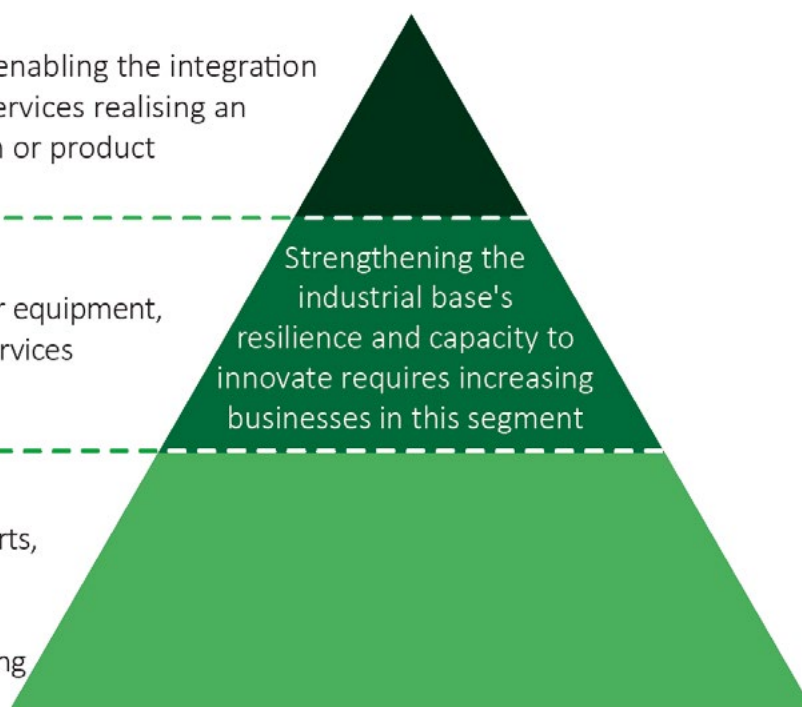 enabling the integration
ervices realising an
or product
Strengthening the
industrial base's
resilience and capacity to
innovate requires increasing
businesses in this segment
equipment,
rvices
rts,
ng